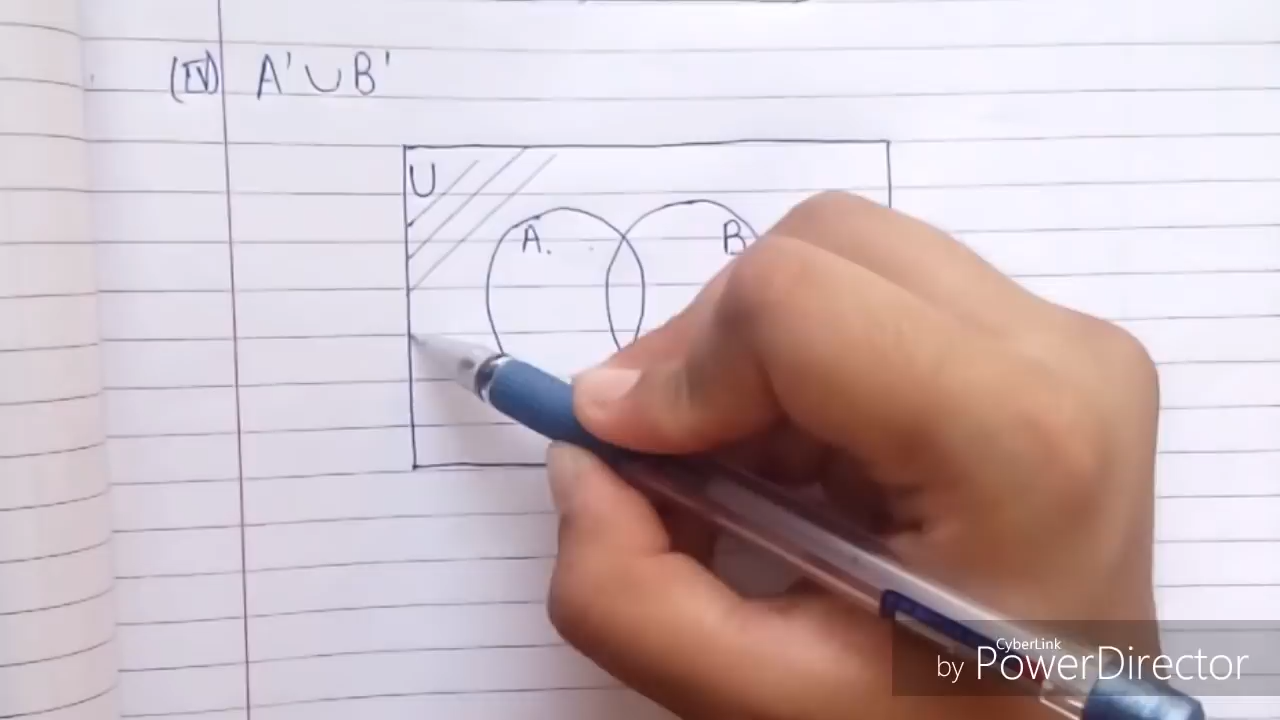 (IV) A'∪B'
U
A.
B
CyberLink
by PowerDirector